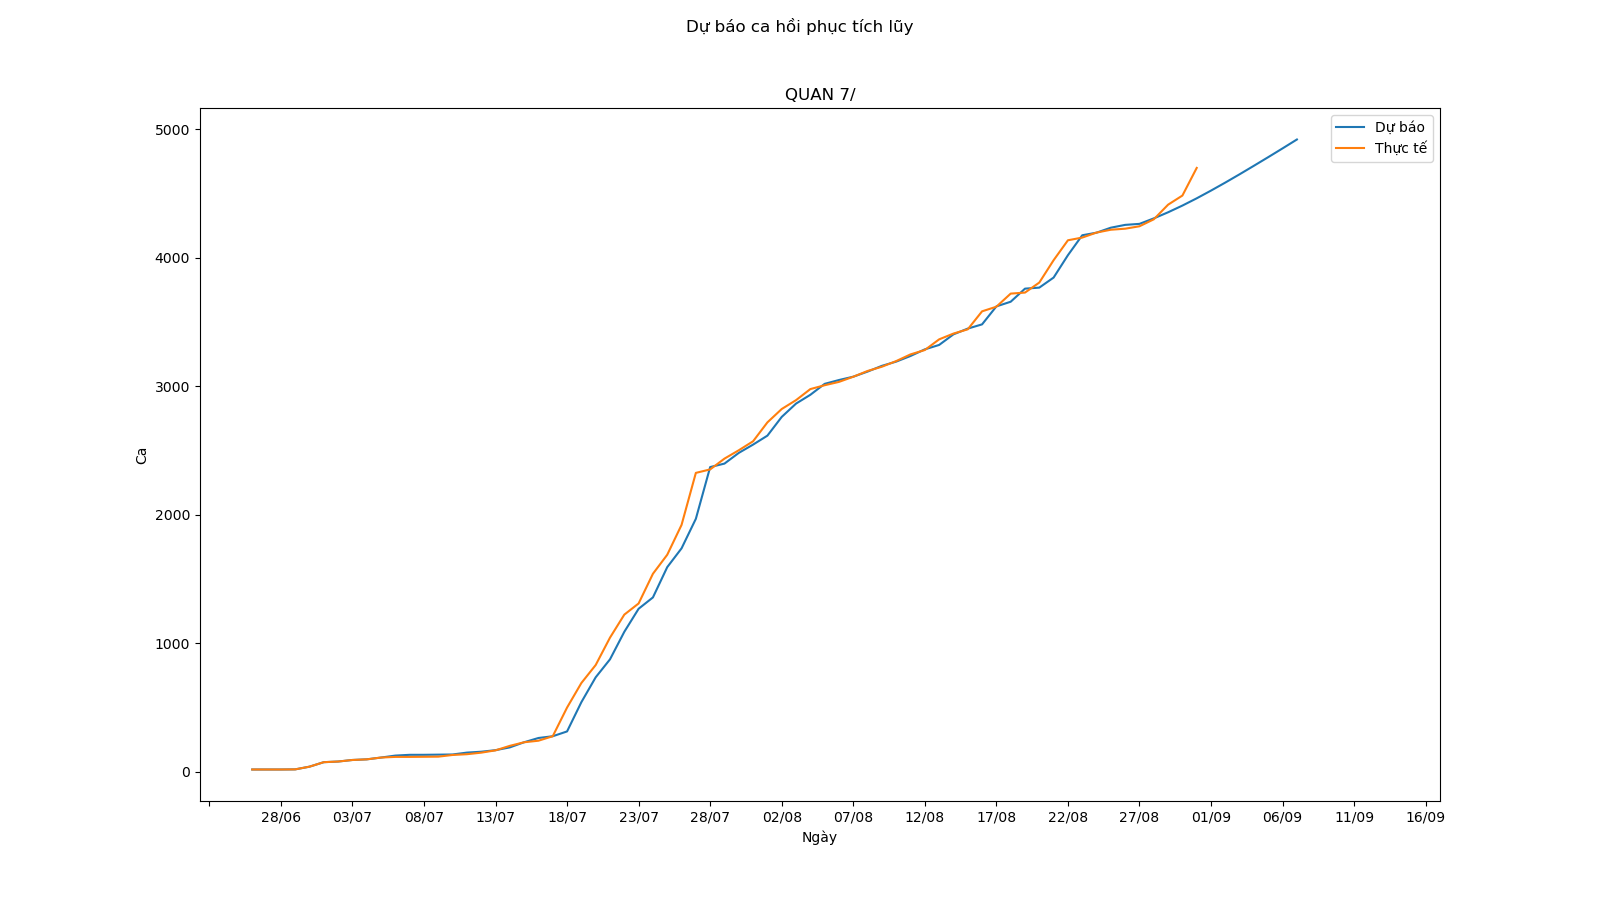 Dự báo ca hồi phục tích lũy
QUAN 7/
Dự báo
Thực tế
5000
4000
3000
2000
1000
0
Ca
28/06 03/07 08/07 13/07 18/07 23/07 28/07 02/08 07/08 12/08 17/08 22/08 27/08 01/09 06/09 11/09 16/09
Ngày